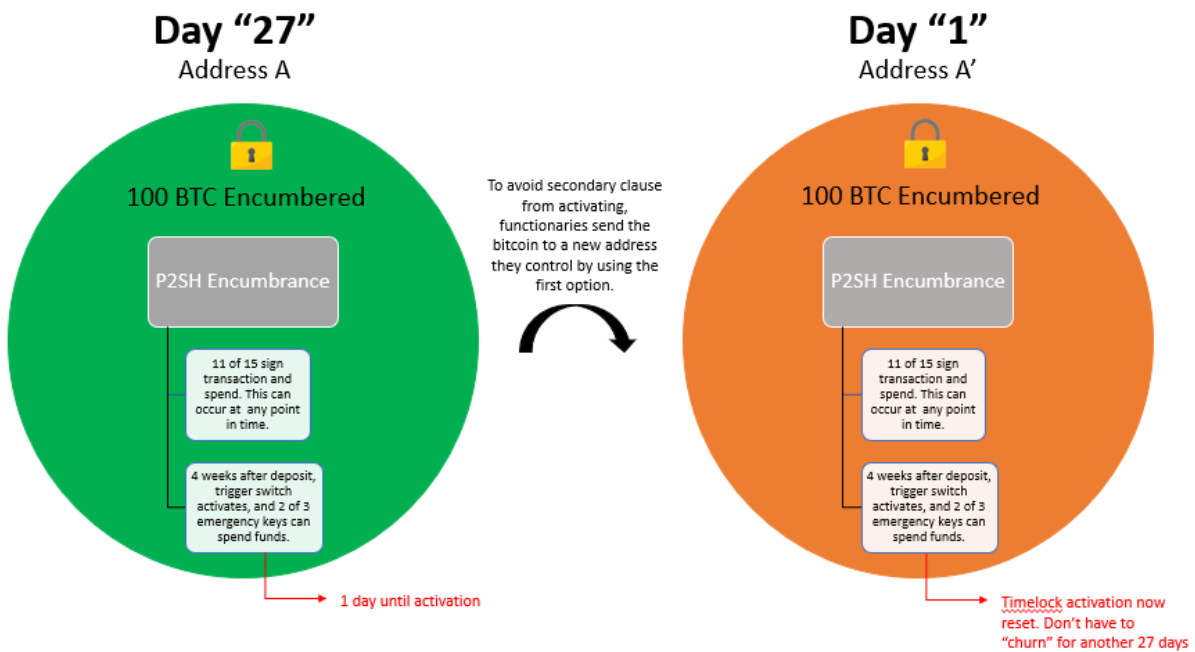 Day “27”
Address A
100 BTC Encumbered
P2SH Encumbrance
11 of 15 sign
transaction and
spend. This can
occur at  any point
in time.
4 weeks after deposit,
trigger switch
activates, and 2 of 3
emergency keys can
spend funds.
1 day until activation
To avoid secondary clause
from activating,
functionaries send the
bitcoin to a new address
they control by using the
first option.
Day “1”
Address A’
100 BTC Encumbered
P2SH Encumbrance
11 of 15 sign
transaction and
spend. This can
occur at  any point
in time.
4 weeks after deposit,
trigger switch
activates, and 2 of 3
emergency keys can
spend funds.
Timelock activation now
reset. Don’t have to
“churn” for another 27 days